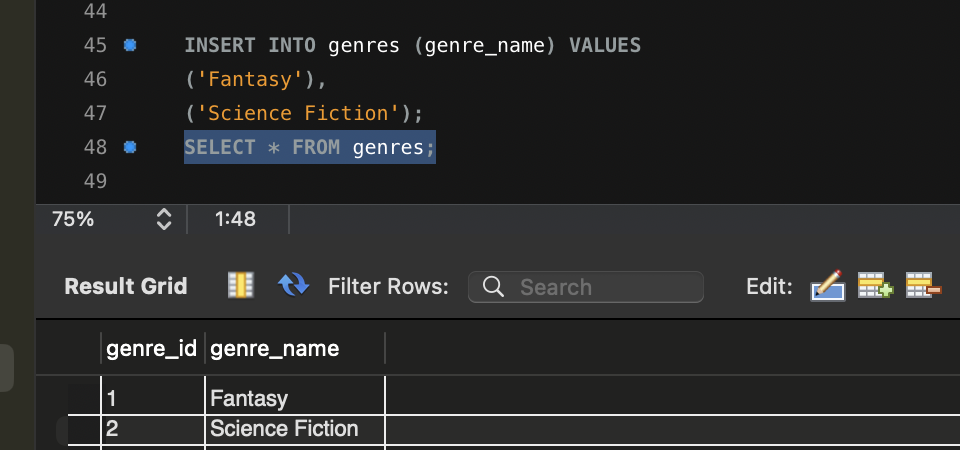 44
45 INSERT INTO genres (genre_name) VALUES
46 ('Fantasy'),
47 ('Science Fiction');
48 SELECT * FROM genres;
49
75% 1:48
Result Grid Filter Rows: Search Edit:
genre_id genre_name
1 Fantasy
2 Science Fiction